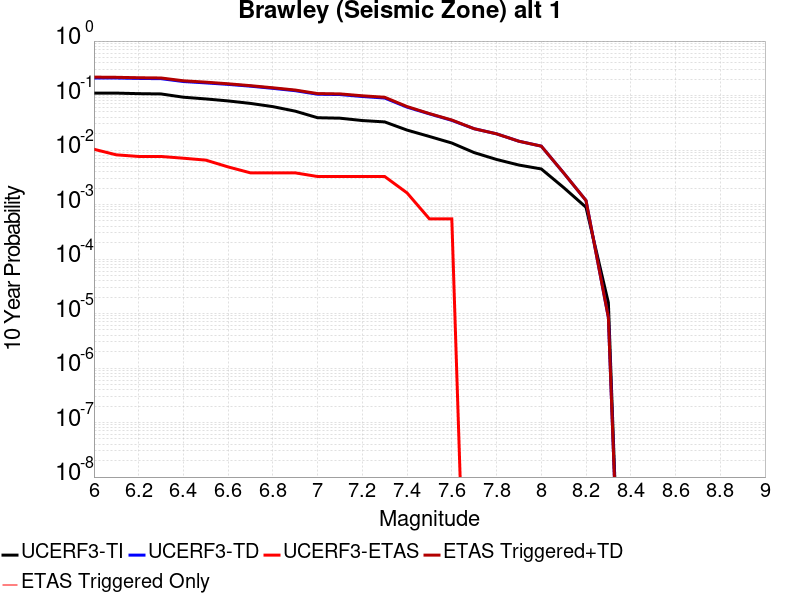 Brawley (Seismic Zone) alt 1
10 0
10 -1
10 -2
10 -3
10 -4
10 -5
10 -6
10 -7
10 -8
10 Year Probability
6 6.2 6.4 6.6 6.8 7 7.2 7.4 7.6 7.8 8 8.2 8.4 8.6 8.8 9
Magnitude
UCERF3-TI UCERF3-TD UCERF3-ETAS ETAS Triggered+TD
ETAS Triggered Only